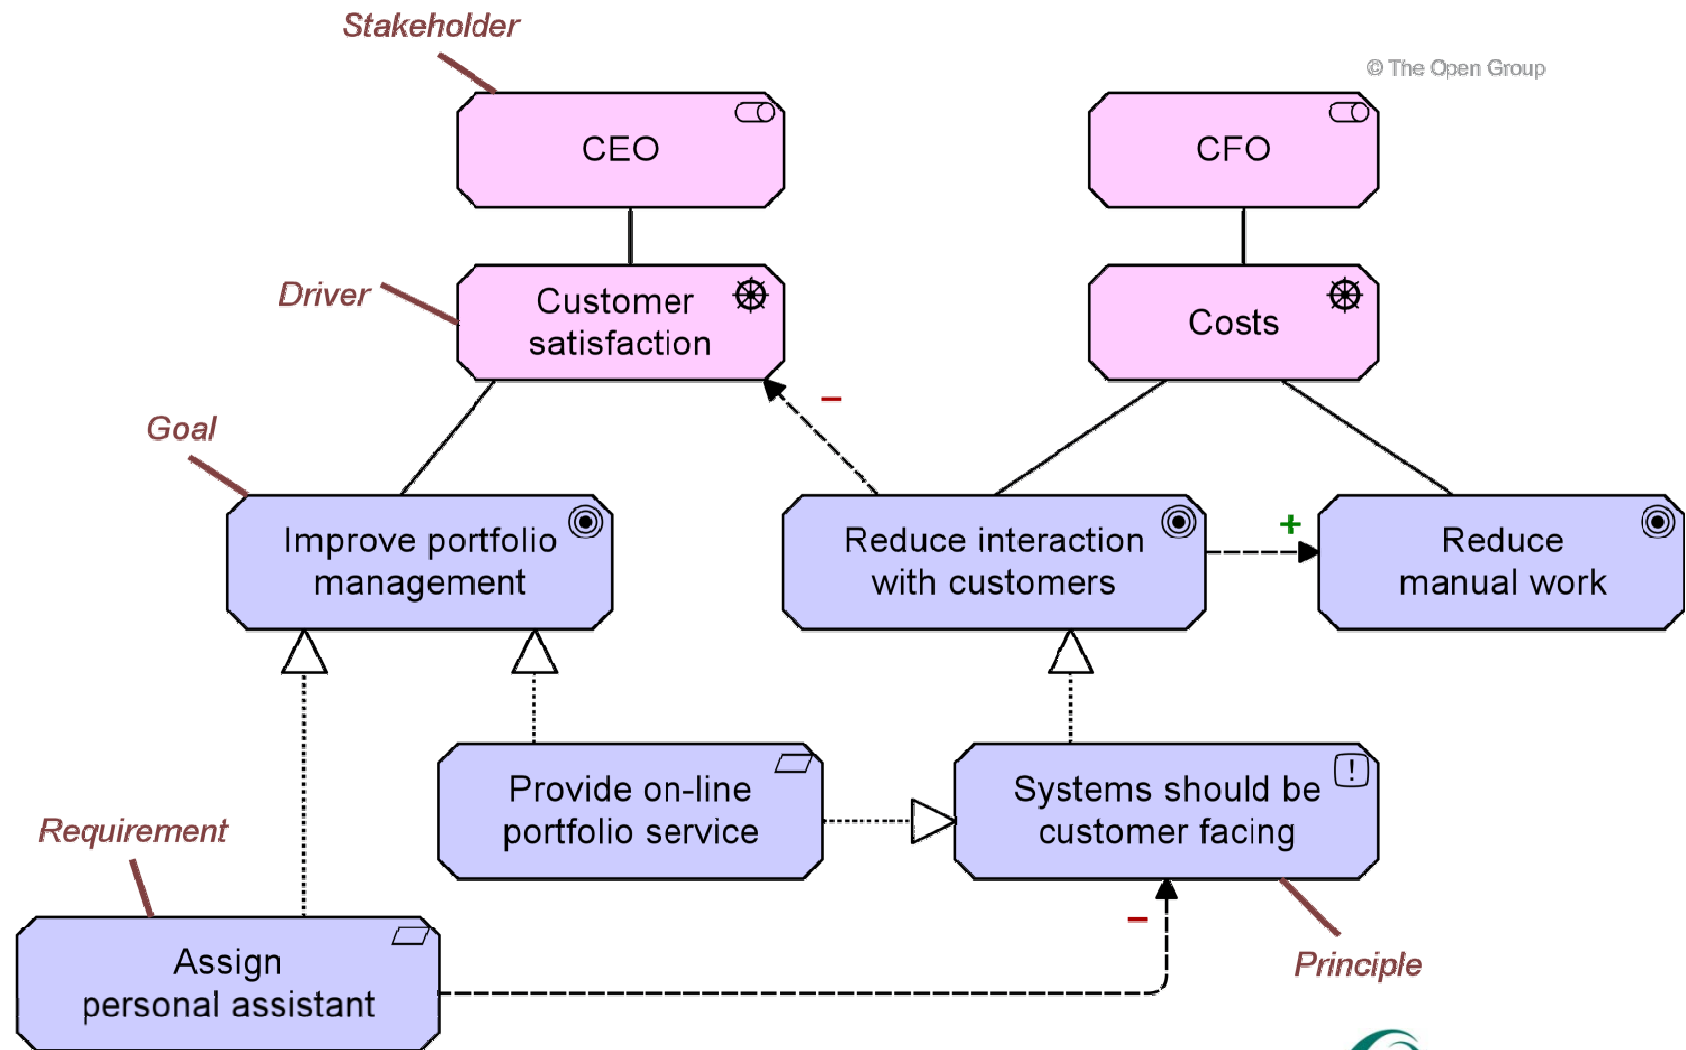 Stakeholder
© The Open Group
CEO
CFO
Driver
Customer
satisfaction
Costs
–
Goal
Improve portfolio
management
Reduce interaction
with customers
+
Reduce
manual work
Provide on-line
portfolio service
Systems should be
customer facing
!
Requirement
–
Assign
personal assistant
Principle